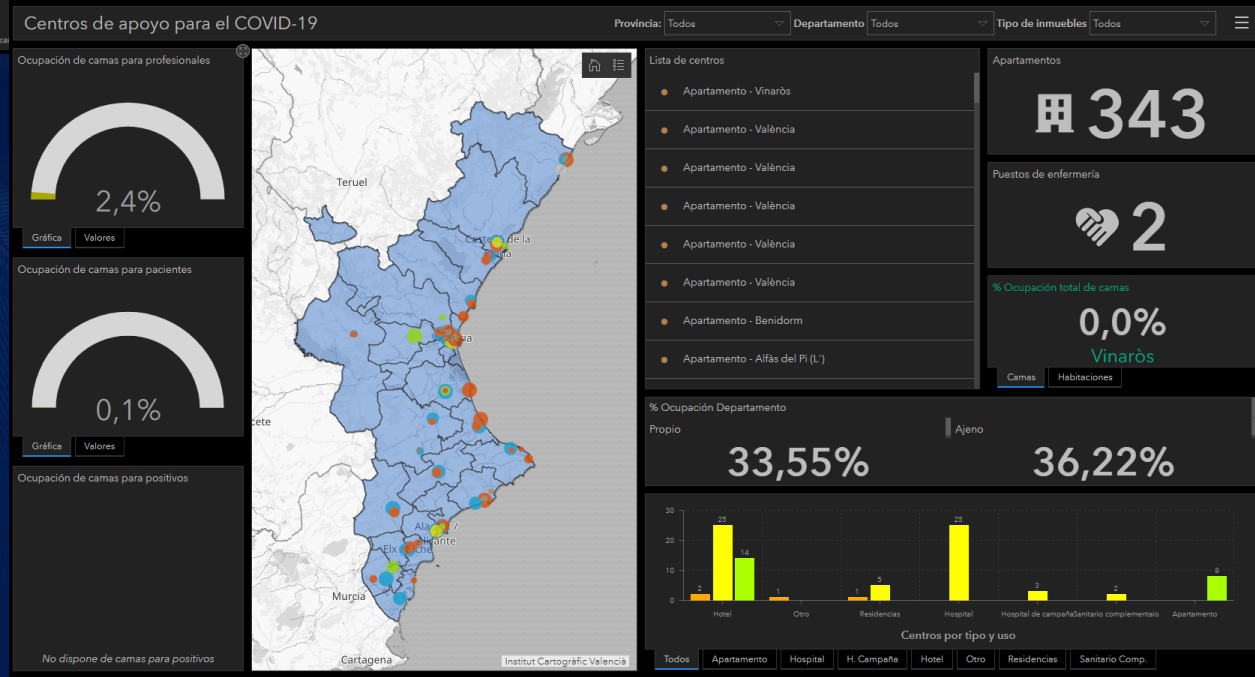 Centros de apoyo para el COVID-19
Provincia: Todos
Departamento Todos
Tipo de inmuebles Todos
Ocupación de camas para profesionales
2,4%
Gráfica
Valores
Ocupación de camas para pacientes
0,1%
Gráfica
Valores
Ocupación de camas para positivos
No dispone de camas para positivos
Teruel
Murcia
Cartagena
Institut Cartogràfic Valencià
Lista de centros
Apartamento - Vinaròs
Apartamento - València
Apartamento - València
Apartamento - València
Apartamento - València
Apartamento - València
Apartamento - Benidorm
Apartamento - Alfàs del Pi (L')
Apartamentos
343
Puestos de enfermería
2
% Ocupación total de camas
0,0%
Vinaròs
Camas
Habitaciones
% Ocupación Departamento
Propio
33,55%
Ajeno
36,22%
30
20
10
0
2
25
14
1
1
5
25
3
2
8
Hotel
Otro
Residencias
Hospital
Hospital de campaña
Sanitario complementaio
Apartamento
Centros por tipo y uso
Todos
Apartamento
Hospital
H. Campaña
Hotel
Otro
Residencias
Sanitario Comp.